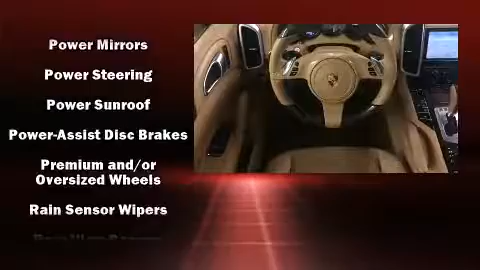 Power Mirrors
Power Steering
Power Sunroof
Power-Assist Disc Brakes
Premium and/or
Oversized Wheels
Rain Sensor Wipers